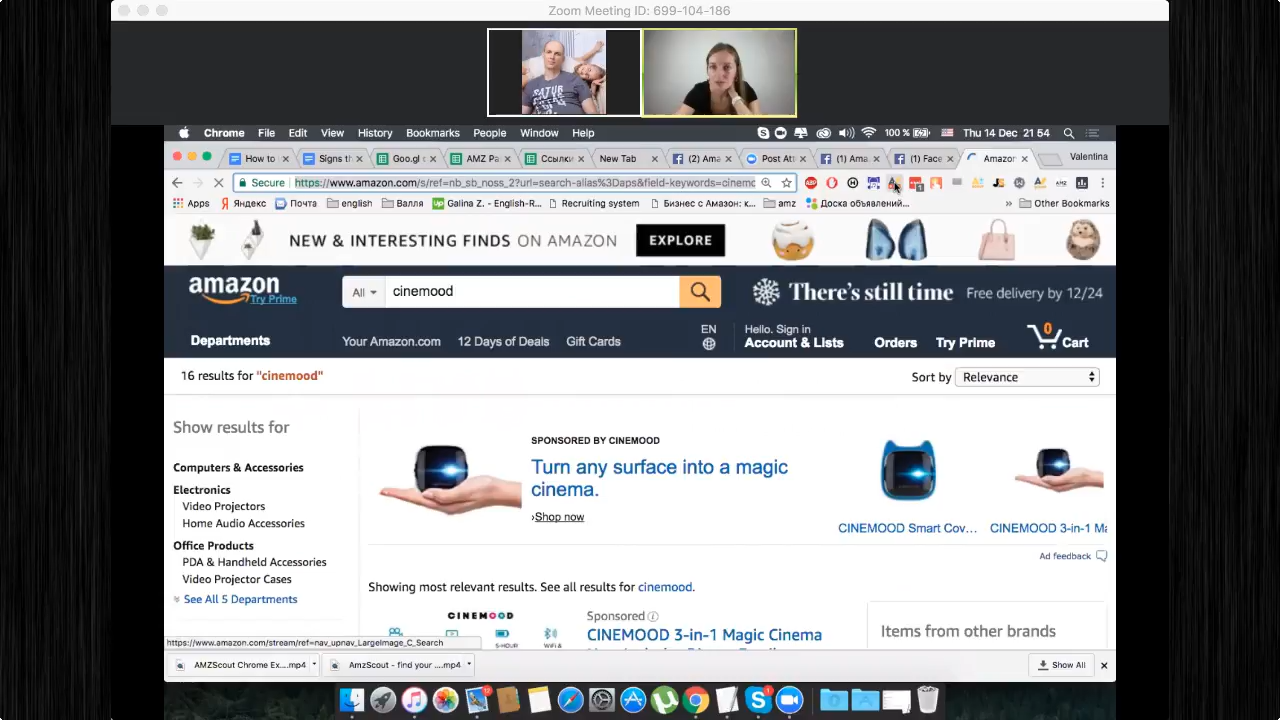 Zoom Meeting ID: 699-104-186
SATUR
Chrome File Edit View History Bookmarks People Window Help 100 % Thu 14 Dec 21 54
How to Signs th Goo.gl c AMZ Pa Ссылки New Tab (2) Ama Post Att (1) Ama. (1) Face Amazon Valentina
Secure https://www.amazon.com/s/ref=nb_sb_noss_2?url=search-alias%3Daps&field-keywords=cinemo
Apps Яндекс Почта english Валля Galina Z. - English-R... Recruiting system Бизнес с Амазон: к... amz Доска объявлений... » Other Bookmarks
NEW & INTERESTING FINDS ON AMAZON EXPLORE
amazon
Try Prime
All cinemood
There's still time Free delivery by 12/24
Departments Your Amazon.com 12 Days of Deals Gift Cards EN Hello. Sign in
Account & Lists Orders Try Prime 0 Cart
16 results for "cinemood" Sort by Relevance
Show results for
Computers & Accessories
Electronics
Video Projectors
Home Audio Accessories
Office Products
PDA & Handheld Accessories
Video Projector Cases
See All 5 Departments
SPONSORED BY CINEMOOD
Turn any surface into a magic
cinema.
›Shop now
CINEMOOD Smart Cov... CINEMOOD 3-in-1 Ma
Ad feedback
Showing most relevant results. See all results for cinemood.
CINEMOOD
5-HOUR WIFI &
Sponsored
CINEMOOD 3-in-1 Magic Cinema
Items from other brands
https://www.amazon.com/stream/ref=nav_upnav_LargeImage_C_Search
AMZScout Chrome Ex....mp4 AmzScout - find your ....mp4 Show All